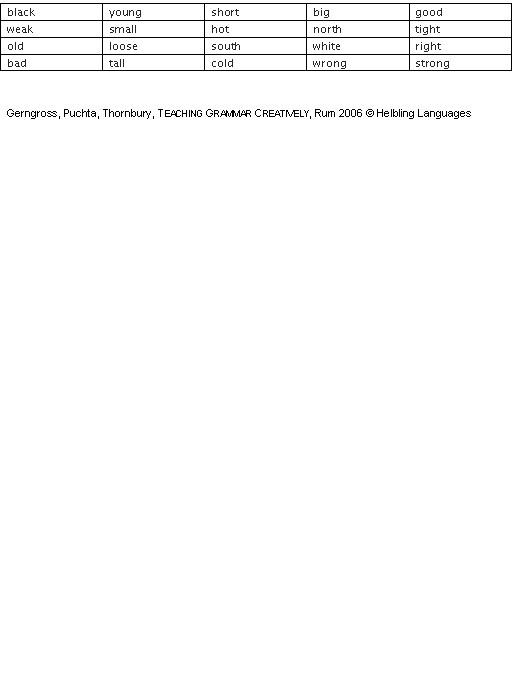 black young short big good
weak small hot north tight
old loose south white right
bad tall cold wrong strong
Gerngross, Puchta, Thornbury, TEACHING GRAMMAR CREATIVELY, Rum 2006 © Helbling Languages